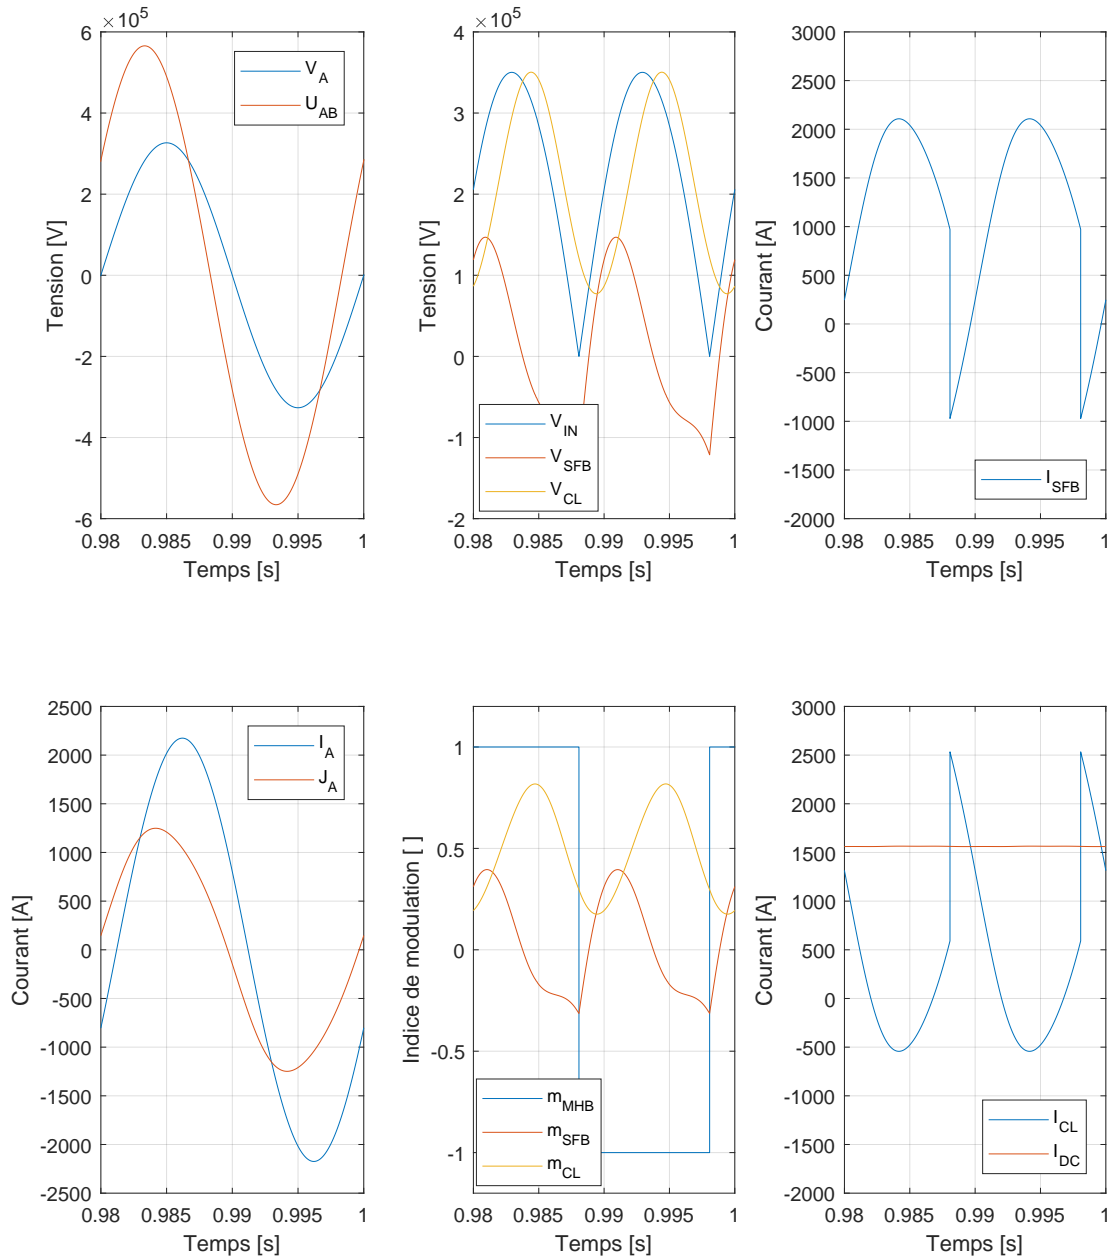 ×10⁵
6
4
2
0
-2
-4
-6
Tension [V]
V_A
U_AB
0.98 0.985 0.99 0.995 1
Temps [s]
×10⁵
4
3
2
1
0
-1
-2
Tension [V]
V_IN
V_SFB
V_CL
0.98 0.985 0.99 0.995 1
Temps [s]
3000
2500
2000
1500
1000
500
0
-500
-1000
-1500
-2000
Courant [A]
I_SFB
0.98 0.985 0.99 0.995 1
Temps [s]
2500
2000
1500
1000
500
0
-500
-1000
-1500
-2000
-2500
Courant [A]
I_A
J_A
0.98 0.985 0.99 0.995 1
Temps [s]
1
0.5
0
-0.5
-1
Indice de modulation [ ]
m_MHB
m_SFB
m_CL
0.98 0.985 0.99 0.995 1
Temps [s]
3000
2500
2000
1500
1000
500
0
-500
-1000
-1500
-2000
Courant [A]
I_CL
I_DC
0.98 0.985 0.99 0.995 1
Temps [s]